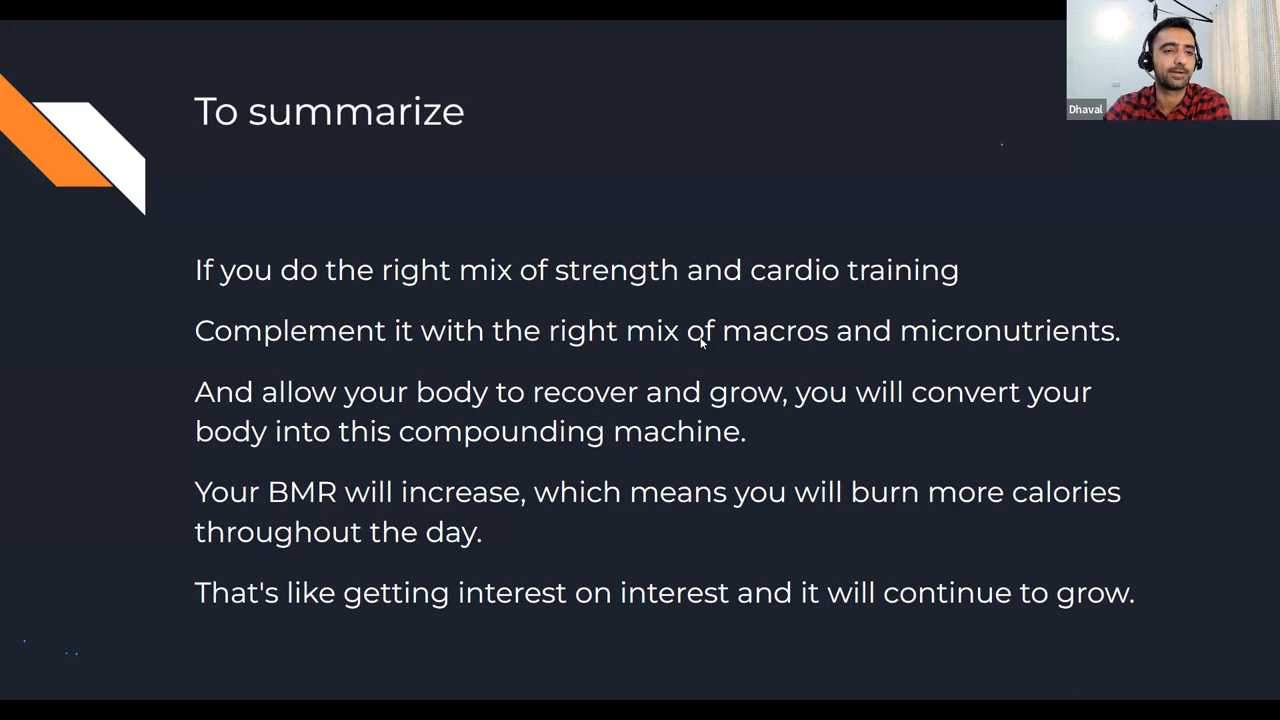 Dhaval
To summarize
If you do the right mix of strength and cardio training
Complement it with the right mix of macros and micronutrients.
And allow your body to recover and grow, you will convert your
body into this compounding machine.
Your BMR will increase, which means you will burn more calories
throughout the day.
That's like getting interest on interest and it will continue to grow.